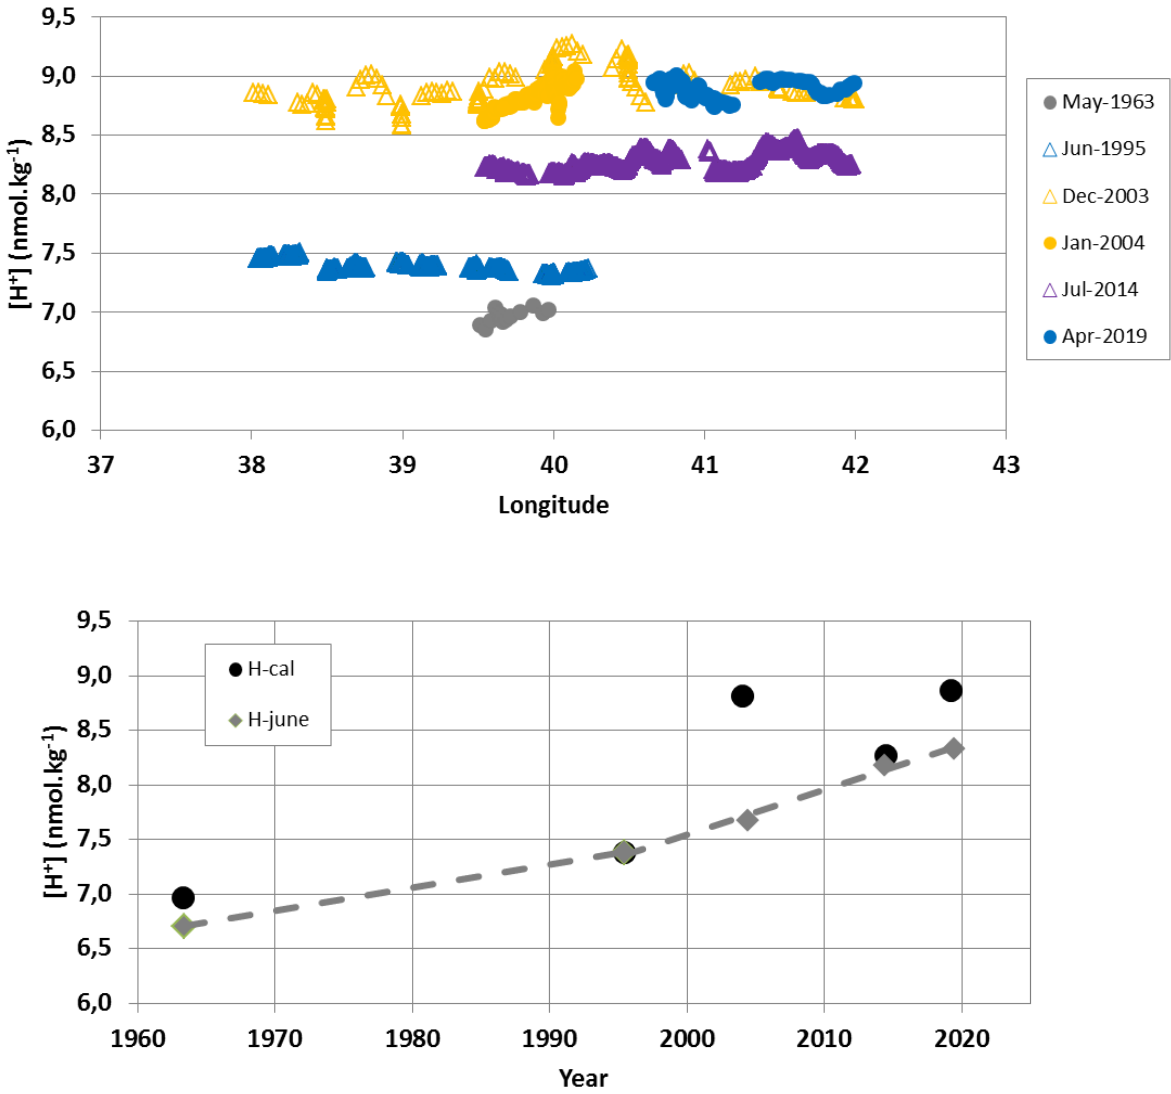 9,5
9,0
8,5
8,0
7,5
7,0
6,5
6,0
[H+] (nmol.kg-1)
37 38 39 40 41 42 43
Longitude
May-1963
Jun-1995
Dec-2003
Jan-2004
Jul-2014
Apr-2019
9,5
9,0
8,5
8,0
7,5
7,0
6,5
6,0
[H+] (nmol.kg-1)
H-cal
H-june
1960 1970 1980 1990 2000 2010 2020
Year